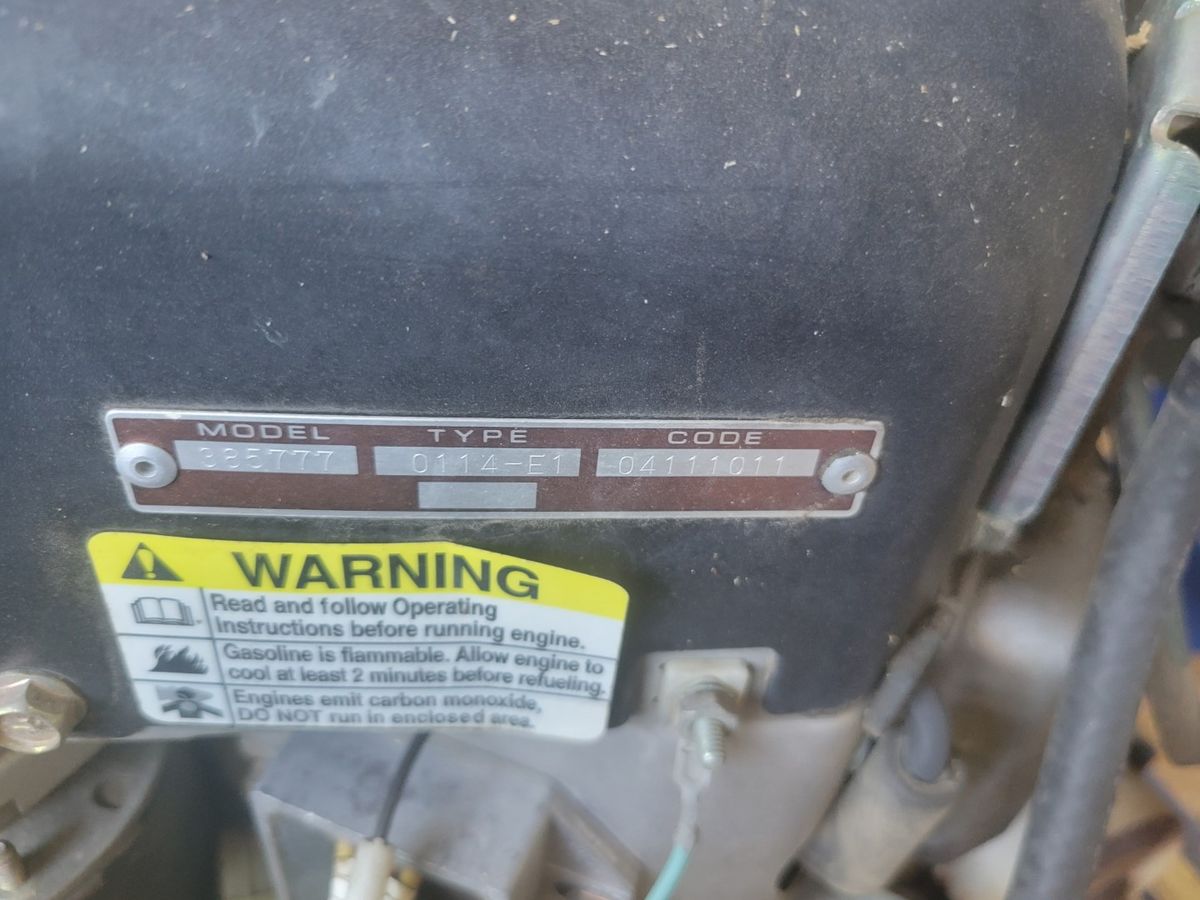 MODEL TYPE CODE
385777 0114-E1 04111011
WARNING
Read and follow Operating
Instructions before running engine.
Gasoline is flammable. Allow engine to
cool at least 2 minutes before refueling.
Engines emit carbon monoxide,
DO NOT run in enclosed area.